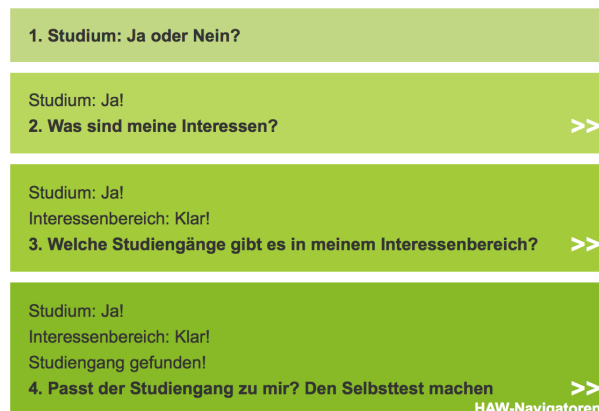 1. Studium: Ja oder Nein?
Studium: Ja!
2. Was sind meine Interessen?
>>
Studium: Ja!
Interessenbereich: Klar!
3. Welche Studiengänge gibt es in meinem Interessenbereich?
>>
Studium: Ja!
Interessenbereich: Klar!
Studiengang gefunden!
4. Passt der Studiengang zu mir? Den Selbsttest machen
>>
HAW-Navigatoren